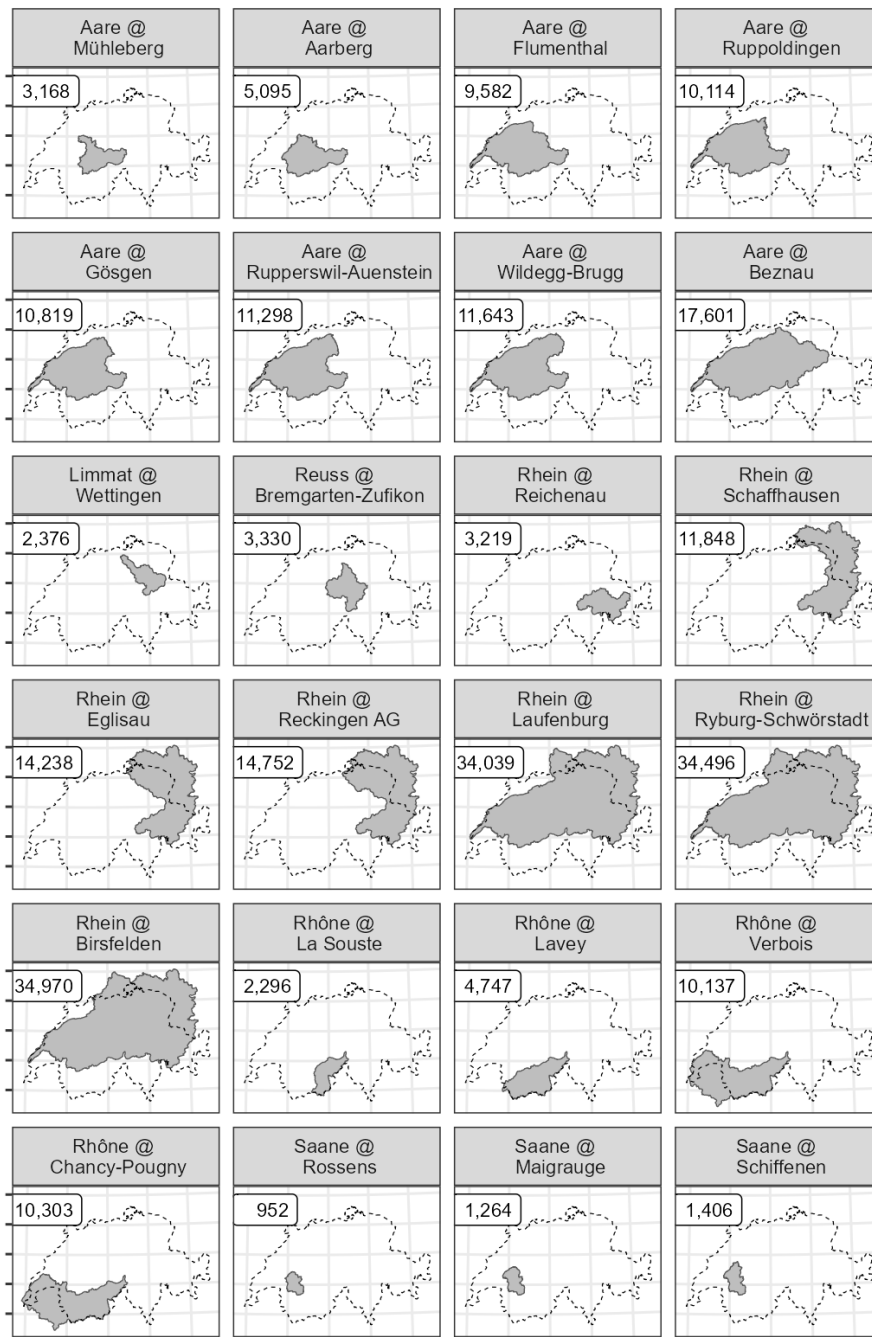 Aare @
Mühleberg
3,168
Aare @
Aarberg
5,095
Aare @
Flumenthal
9,582
Aare @
Ruppoldingen
10,114
Aare @
Gösgen
10,819
Aare @
Rupperswil-Auenstein
11,298
Aare @
Wildegg-Brugg
11,643
Aare @
Beznau
17,601
Limmat @
Wettingen
2,376
Reuss @
Bremgarten-Zufikon
3,330
Rhein @
Reichenau
3,219
Rhein @
Schaffhausen
11,848
Rhein @
Eglisau
14,238
Rhein @
Reckingen AG
14,752
Rhein @
Laufenburg
34,039
Rhein @
Ryburg-Schwörstadt
34,496
Rhein @
Birsfelden
34,970
Rhône @
La Souste
2,296
Rhône @
Lavey
4,747
Rhône @
Verbois
10,137
Rhône @
Chancy-Pougny
10,303
Saane @
Rossens
952
Saane @
Maigrauge
1,264
Saane @
Schiffenen
1,406